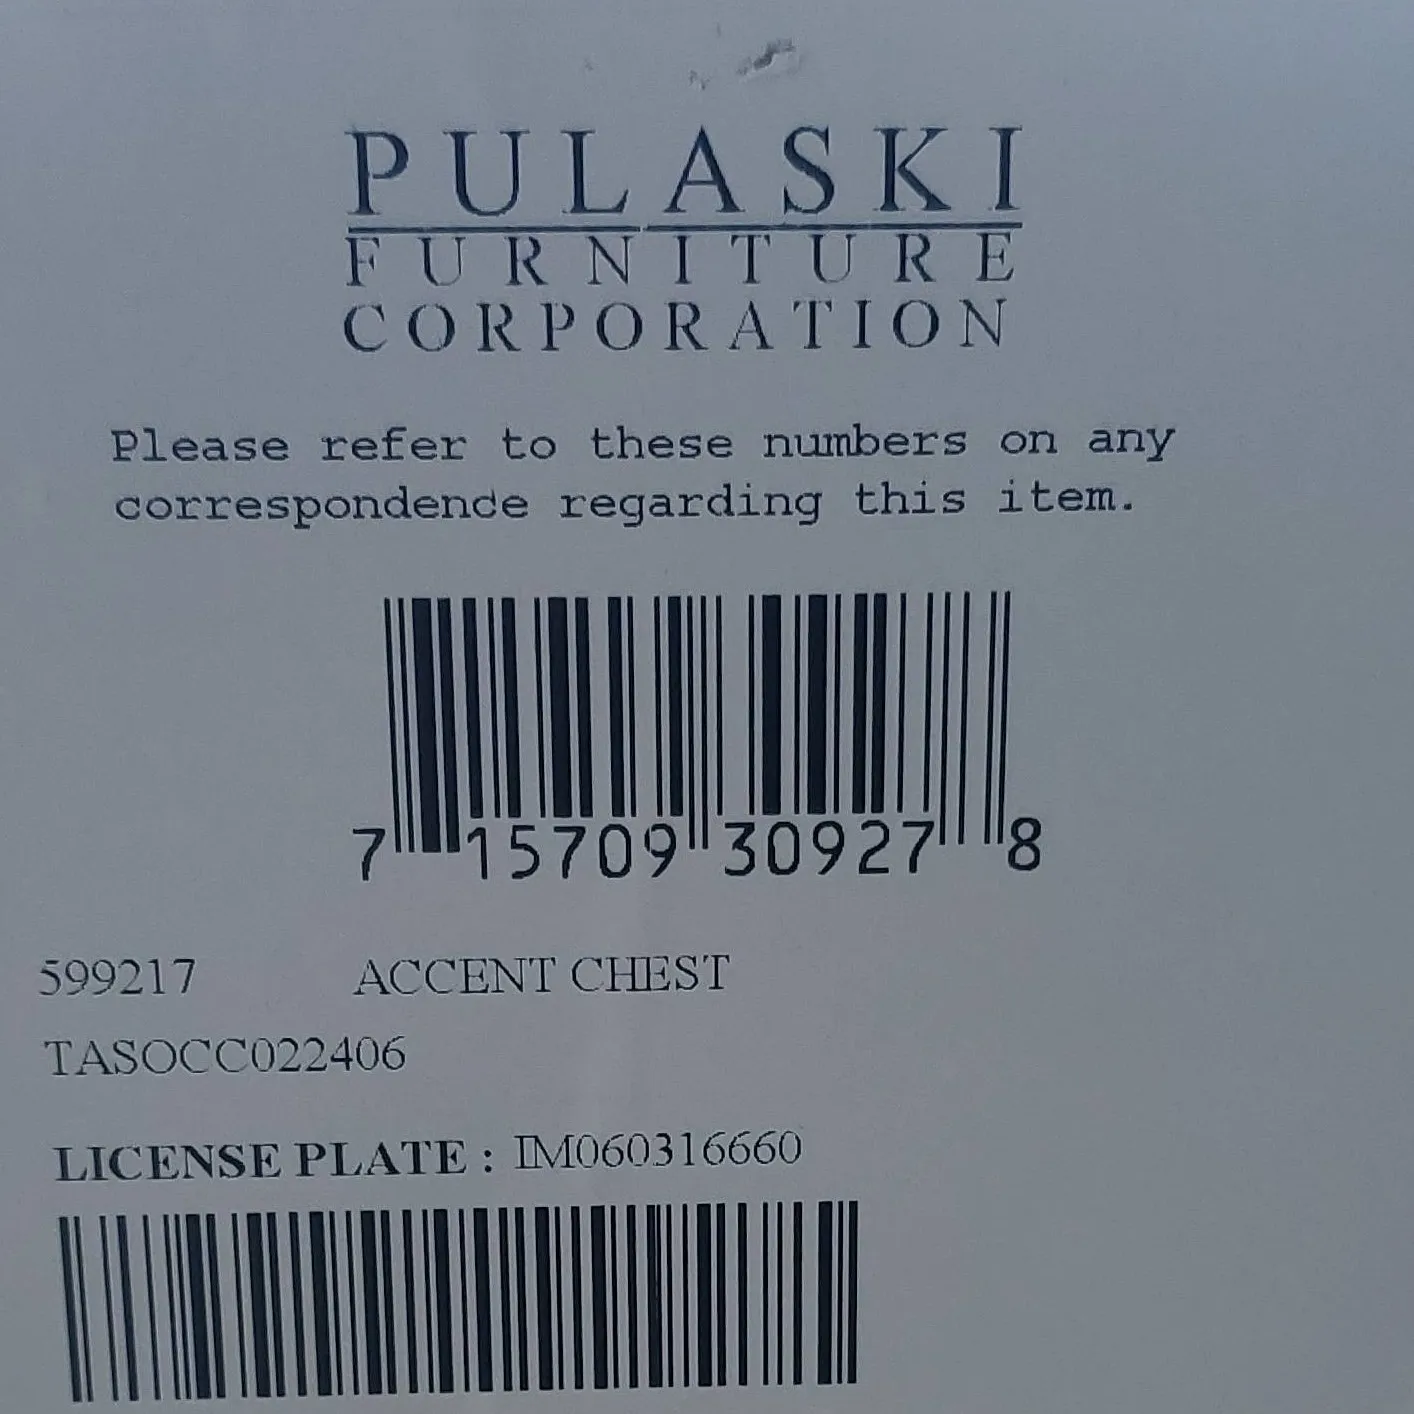 PULASKI
FURNITURE
CORPORATION
Please refer to these numbers on any
correspondence regarding this item.
7 15709 30927 8
599217 ACCENT CHEST
TASOCC022406
LICENSE PLATE : IM060316660